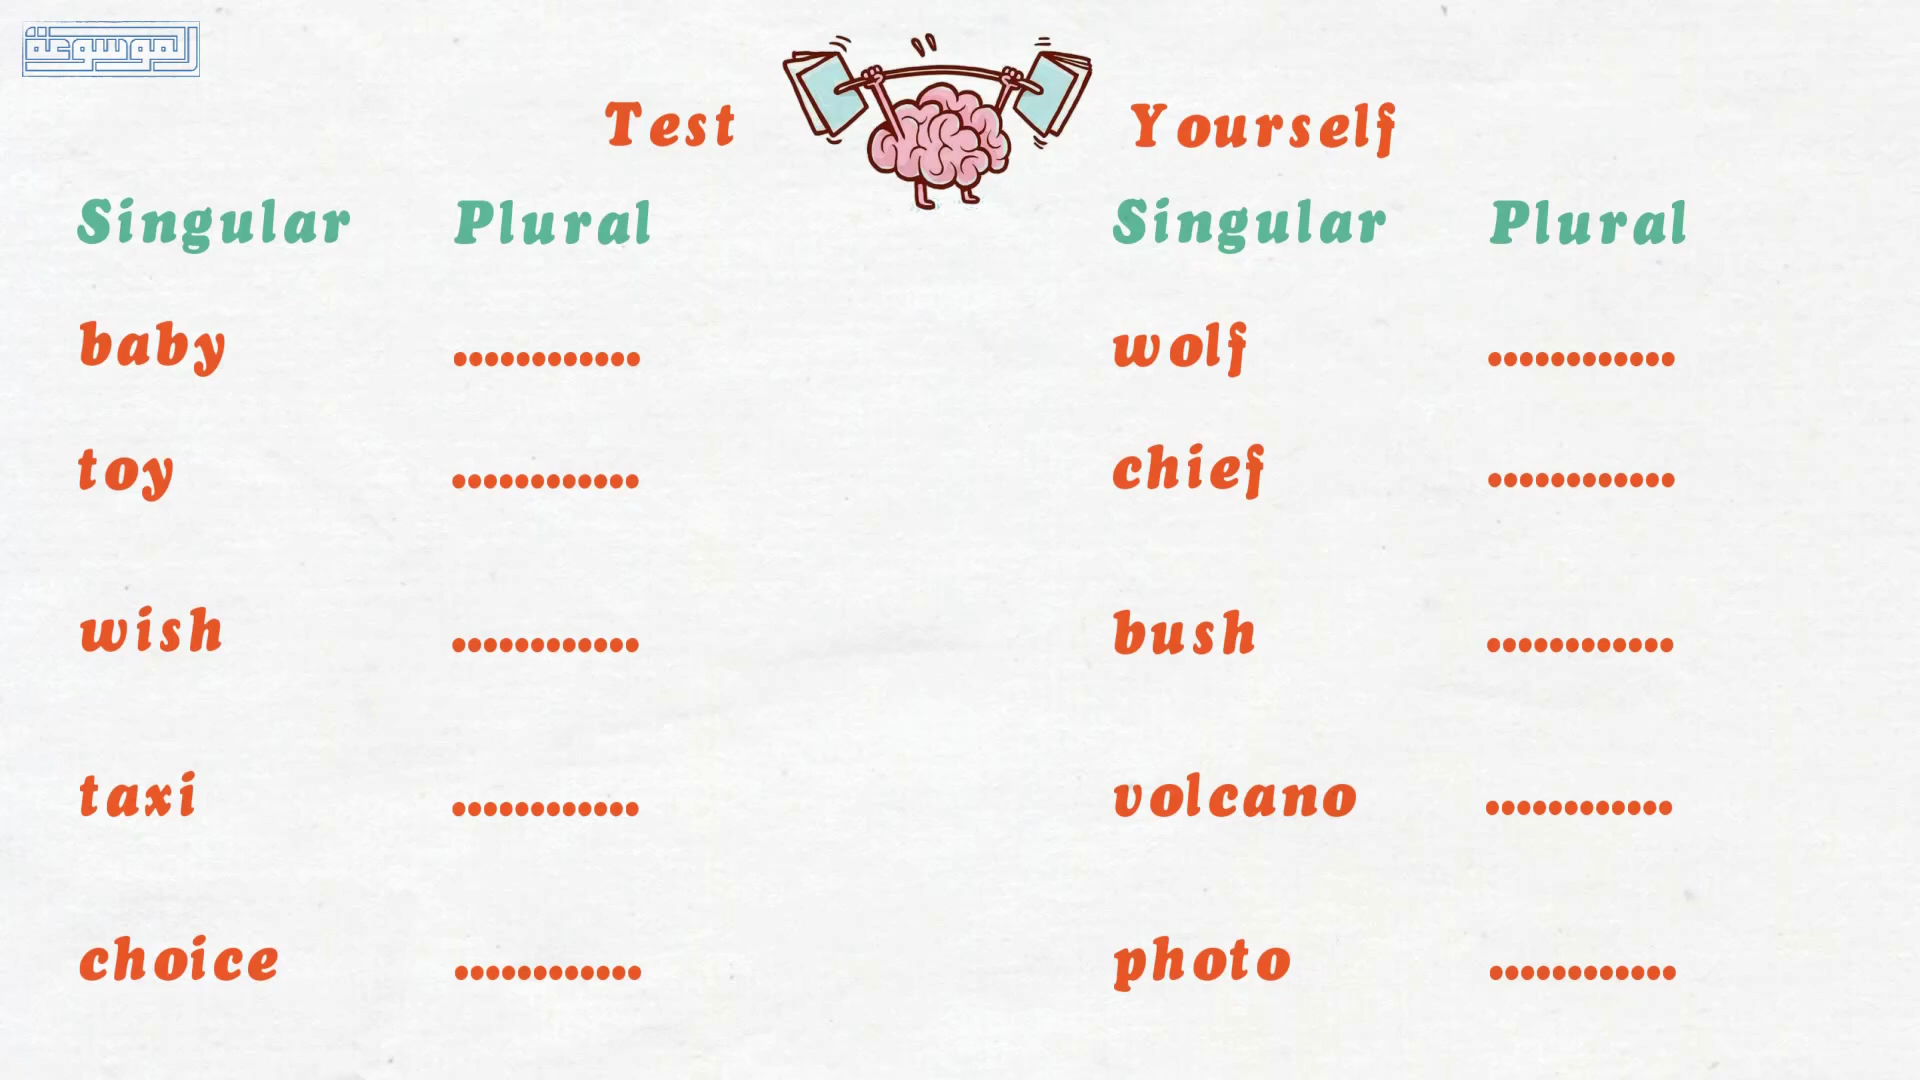 الموسوعة
Test Yourself
Singular Plural Singular Plural
baby ............ wolf ............
toy ............ chief ............
wish ............ bush ............
taxi ............ volcano ............
choice ............ photo ............